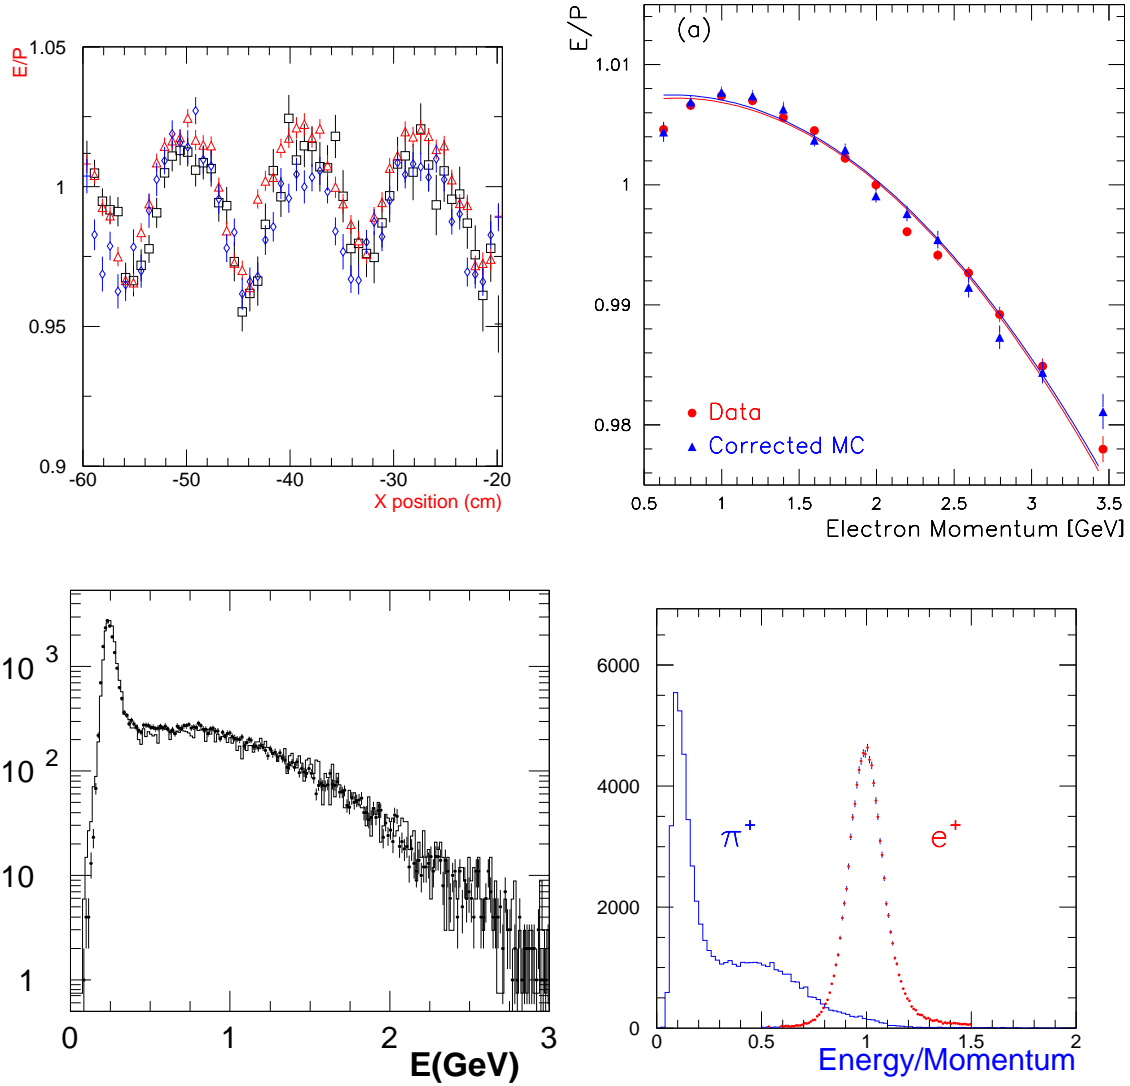 E/P
1.05
1
0.95
0.9
-60 -50 -40 -30 -20
X position (cm)
E/P
(a)
1.01
1
0.99
0.98
Data
Corrected MC
0.5 1 1.5 2 2.5 3 3.5
Electron Momentum [GeV]
10 3
10 2
10
1
0 1 2 3
E(GeV)
6000
4000
2000
0
π+
e+
0 0.5 1 1.5 2
Energy/Momentum